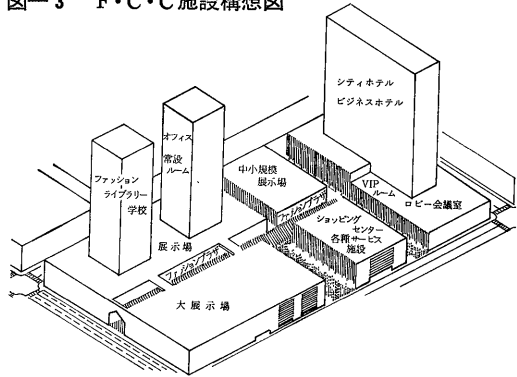 図―3 F・C・C施設構想図
シティホテル
ビジネスホテル
オフィス
常設
ルーム
ファッション
ライブラリー
学校
中小規模
展示場
VIP
ルーム
ロビー会議室
ファッションプラザ
ショッピング
センター
各種サービス
施設
展示場
ファッションプラザ
大展示場